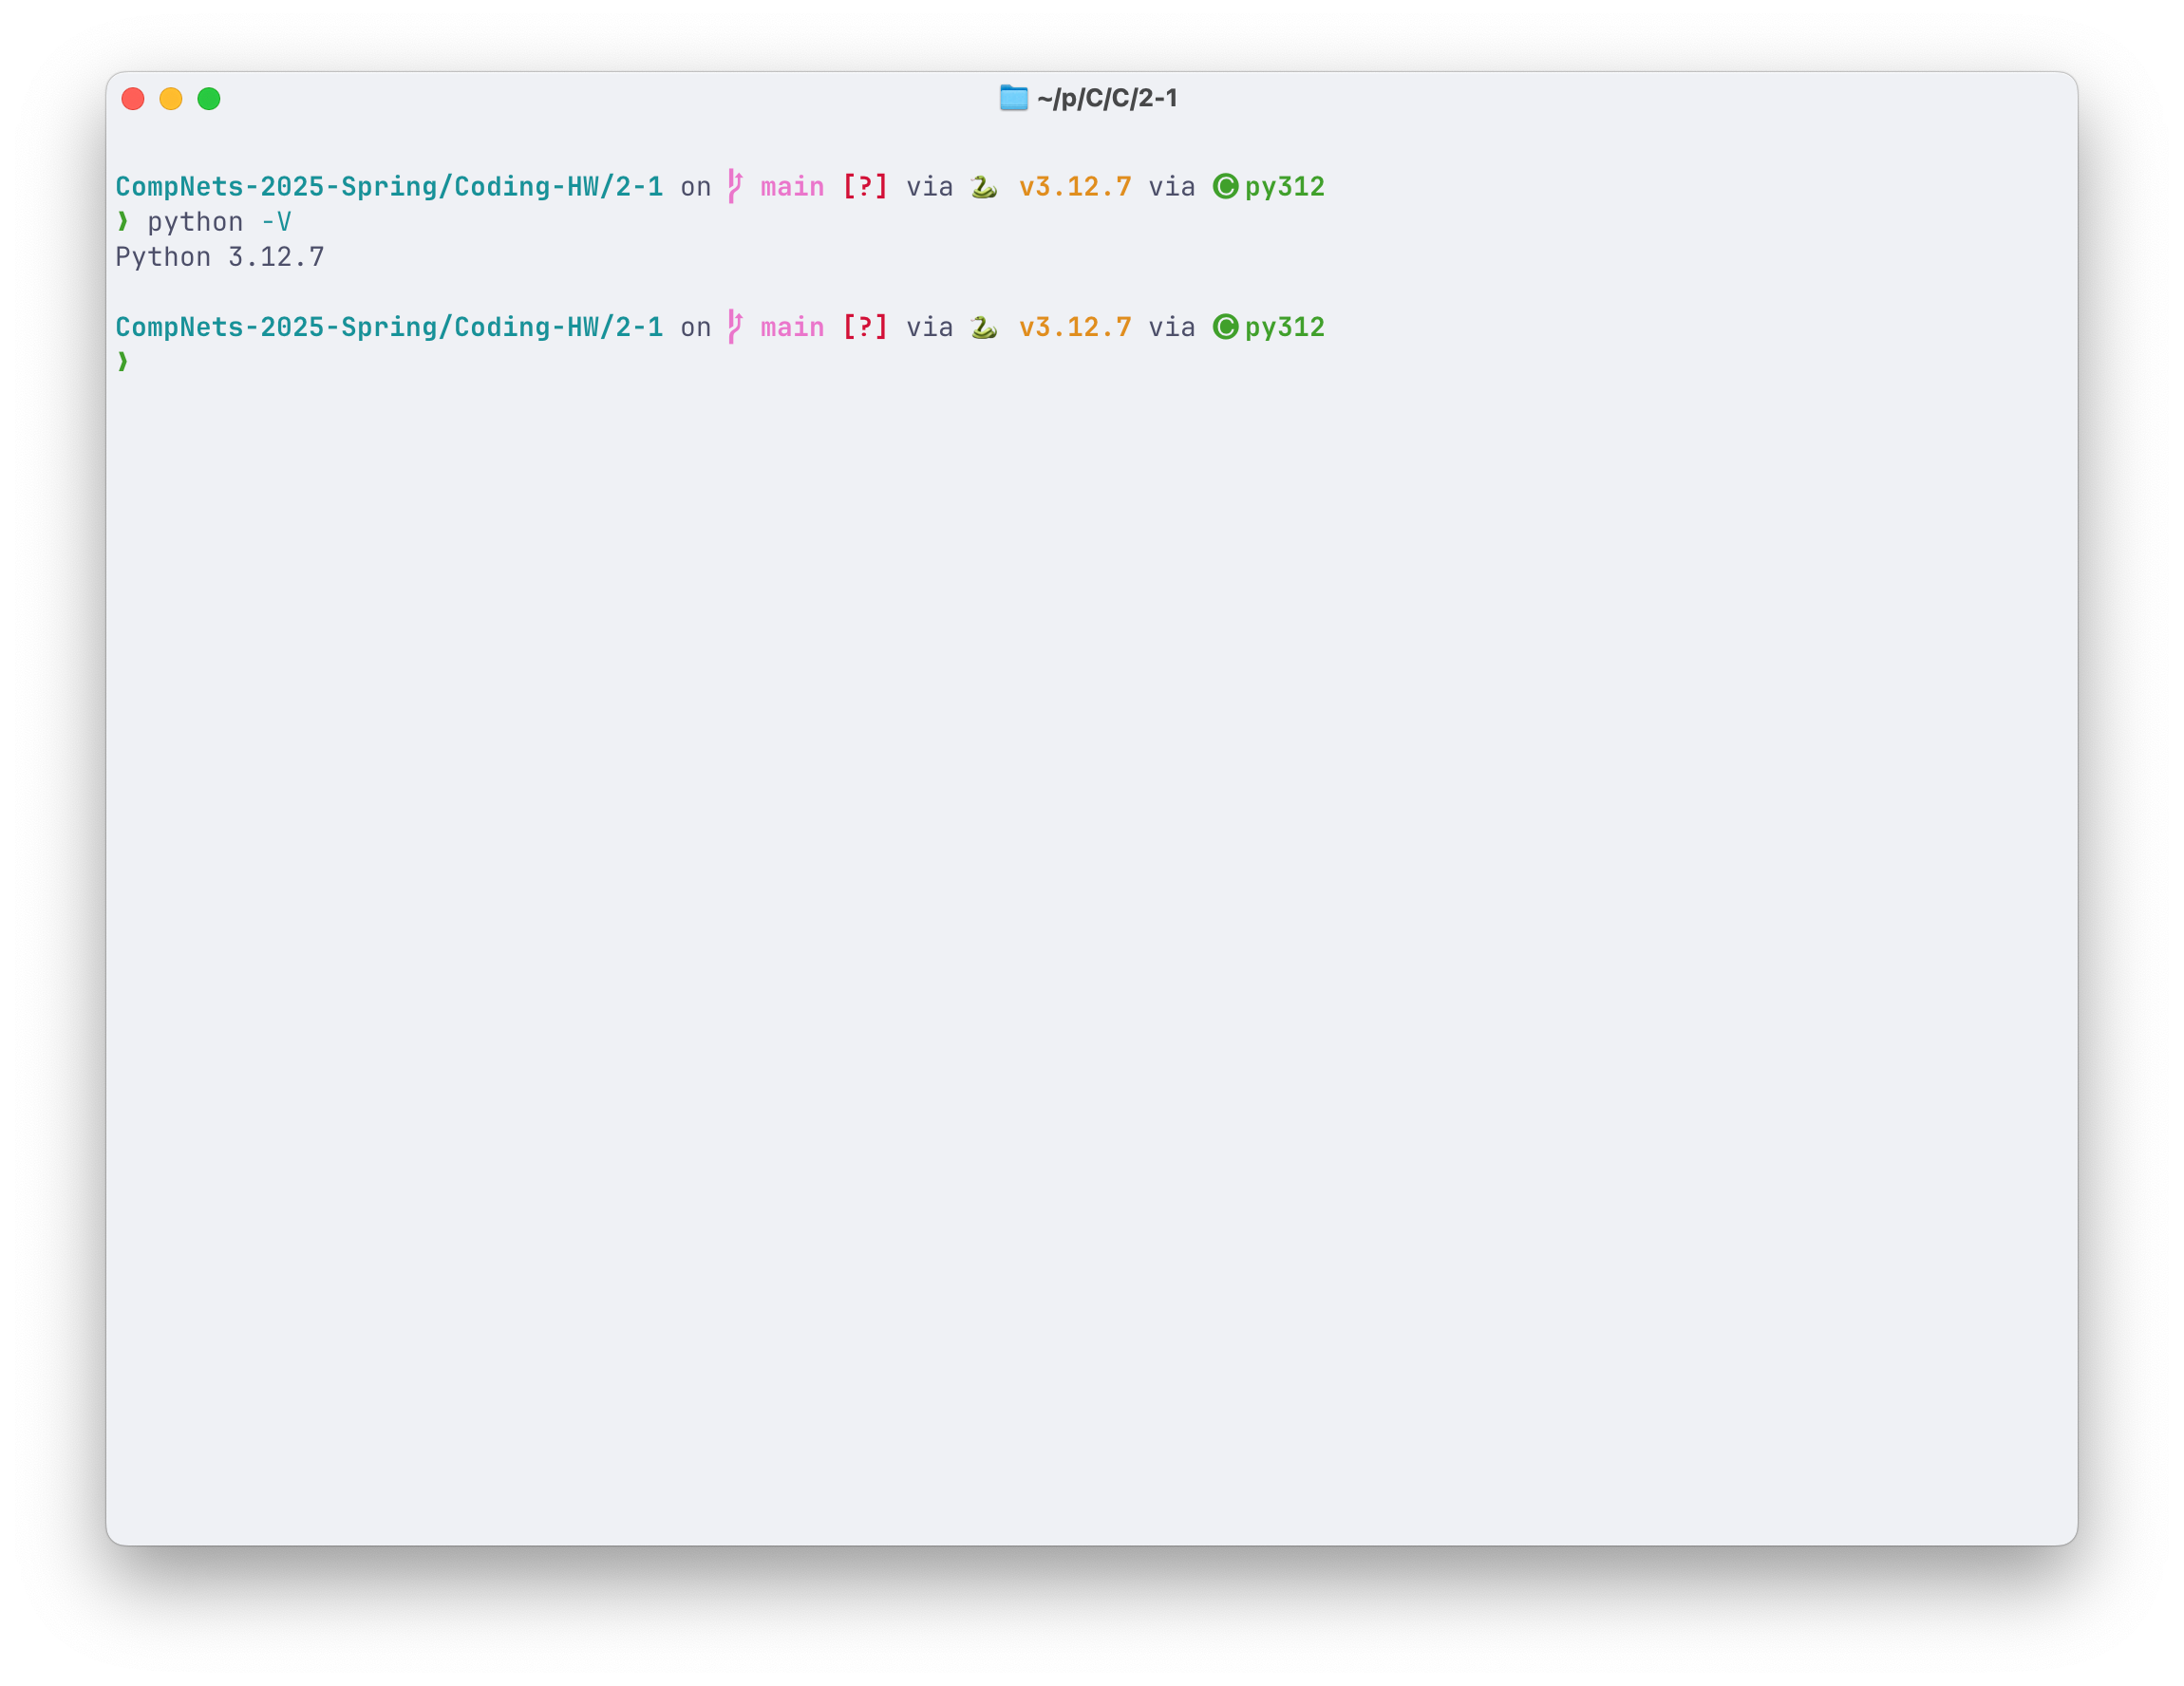 ~/p/C/C/2-1
CompNets-2025-Spring/Coding-HW/2-1 on main [?] via 🐍 v3.12.7 via ©py312
❱ python -V
Python 3.12.7
CompNets-2025-Spring/Coding-HW/2-1 on main [?] via 🐍 v3.12.7 via ©py312
❱